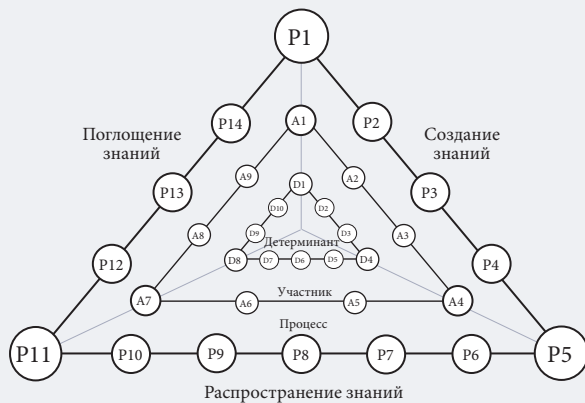 P1
P14
P2
A1
Поглощение
знаний
Создание
знаний
A9
A2
P13
P3
D1
D10
D2
A8
A3
D9
D3
Детерминант
P12
P4
D8
D7
D6
D5
D4
Участник
A7
A6
A5
A4
Процесс
P11
P10
P9
P8
P7
P6
P5
Распространение знаний